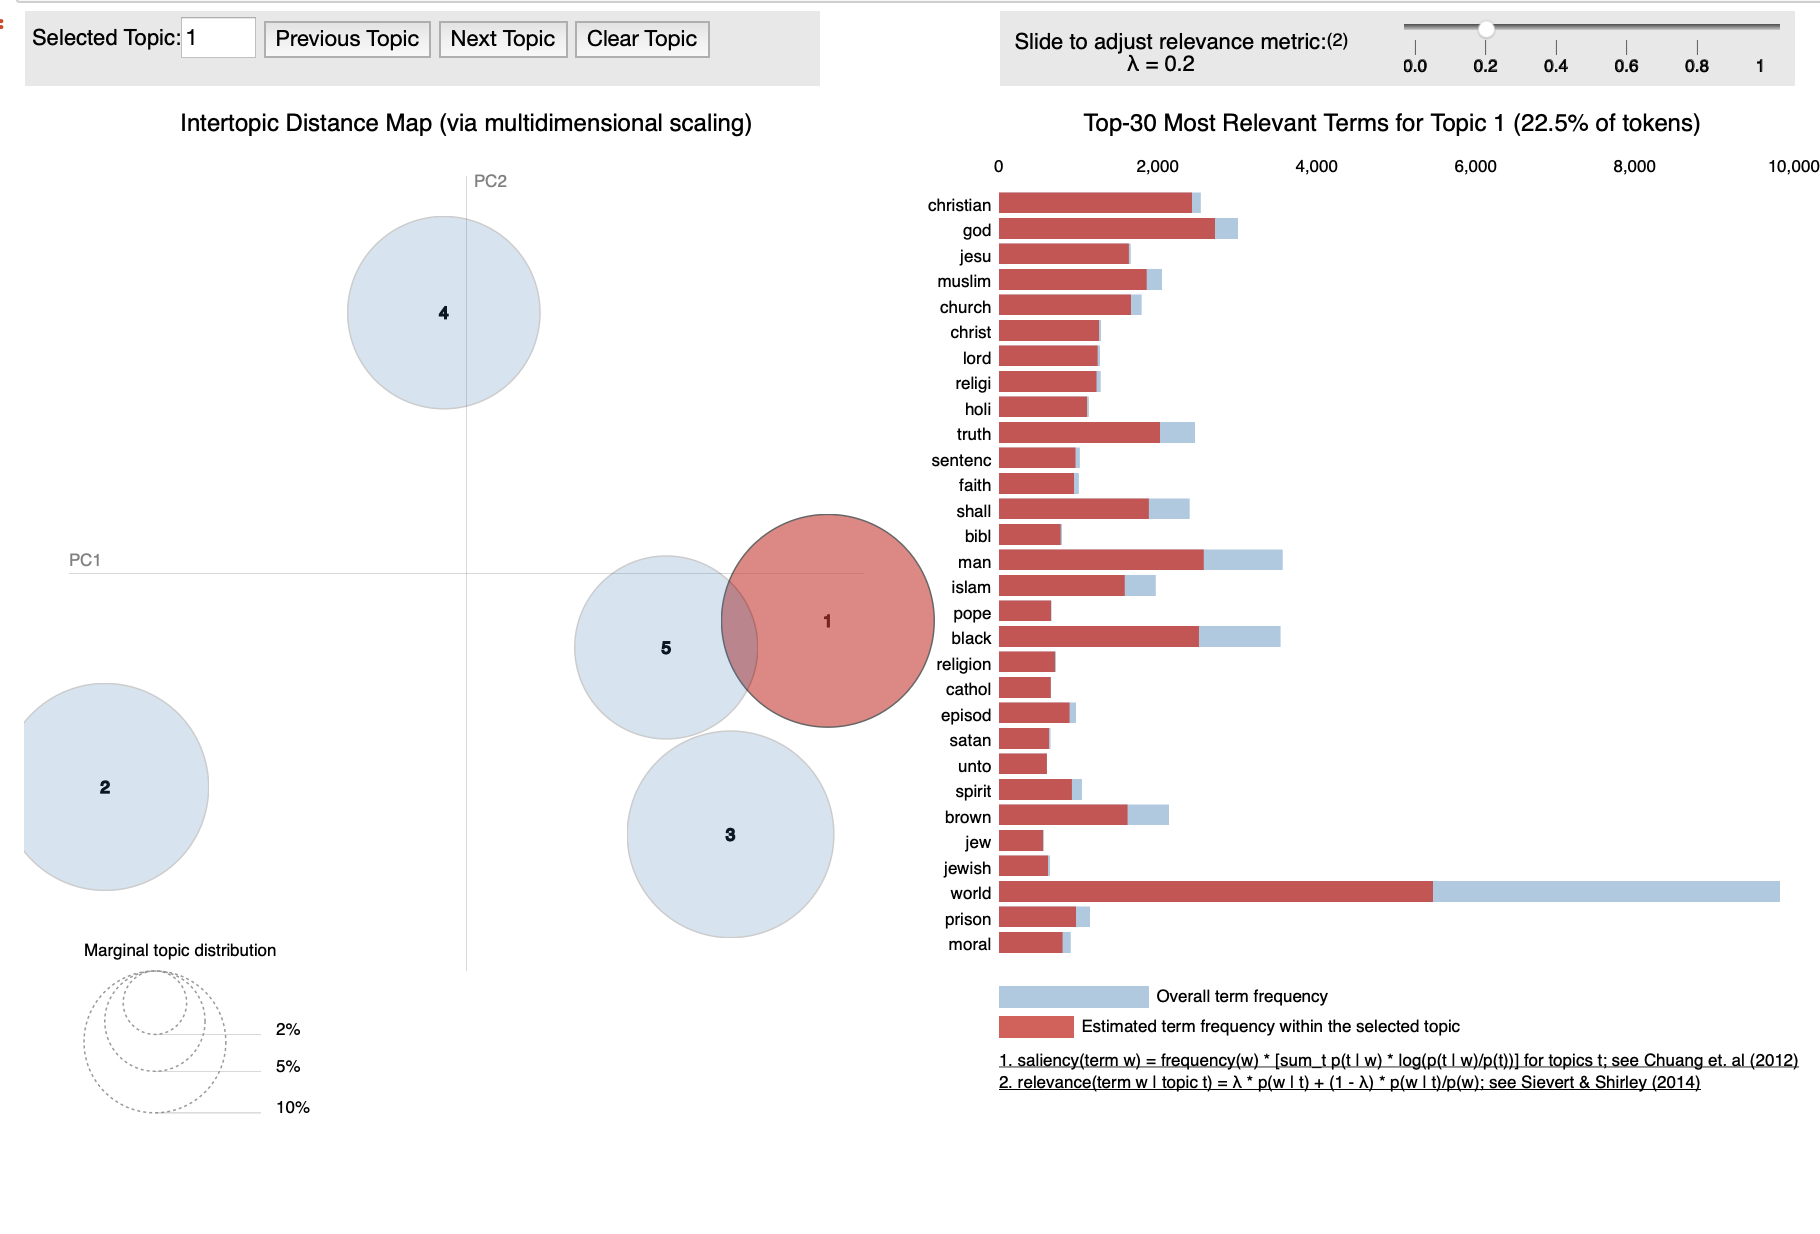 Selected Topic: 1 Previous Topic Next Topic Clear Topic
Slide to adjust relevance metric:(2)
λ = 0.2
0.0 0.2 0.4 0.6 0.8 1
Intertopic Distance Map (via multidimensional scaling)
PC2
PC1
4
5
1
2
3
Marginal topic distribution
2%
5%
10%
Top-30 Most Relevant Terms for Topic 1 (22.5% of tokens)
0 2,000 4,000 6,000 8,000 10,000
christian
god
jesu
muslim
church
christ
lord
religi
holi
truth
sentenc
faith
shall
bibl
man
islam
pope
black
religion
cathol
episod
satan
unto
spirit
brown
jew
jewish
world
prison
moral
Overall term frequency
Estimated term frequency within the selected topic
1. saliency(term w) = frequency(w) * [sum_t p(t | w) * log(p(t | w)/p(t))] for topics t; see Chuang et. al (2012)
2. relevance(term w | topic t) = λ * p(w | t) + (1 - λ) * p(w | t)/p(w); see Sievert & Shirley (2014)